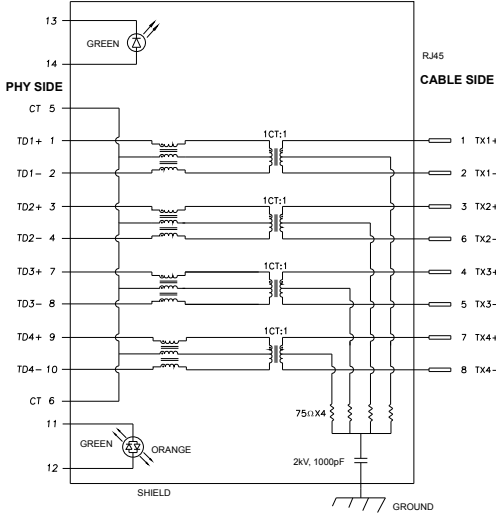 13
GREEN
14
RJ45
PHY SIDE
CABLE SIDE
CT 5
1CT:1
TD1+ 1
1 TX1+
TD1- 2
2 TX1-
1CT:1
TD2+ 3
3 TX2+
TD2- 4
6 TX2-
1CT:1
TD3+ 7
4 TX3+
TD3- 8
5 TX3-
1CT:1
TD4+ 9
7 TX4+
TD4- 10
8 TX4-
CT 6
75ΩX4
11
GREEN
ORANGE
12
2kV, 1000pF
SHIELD
GROUND